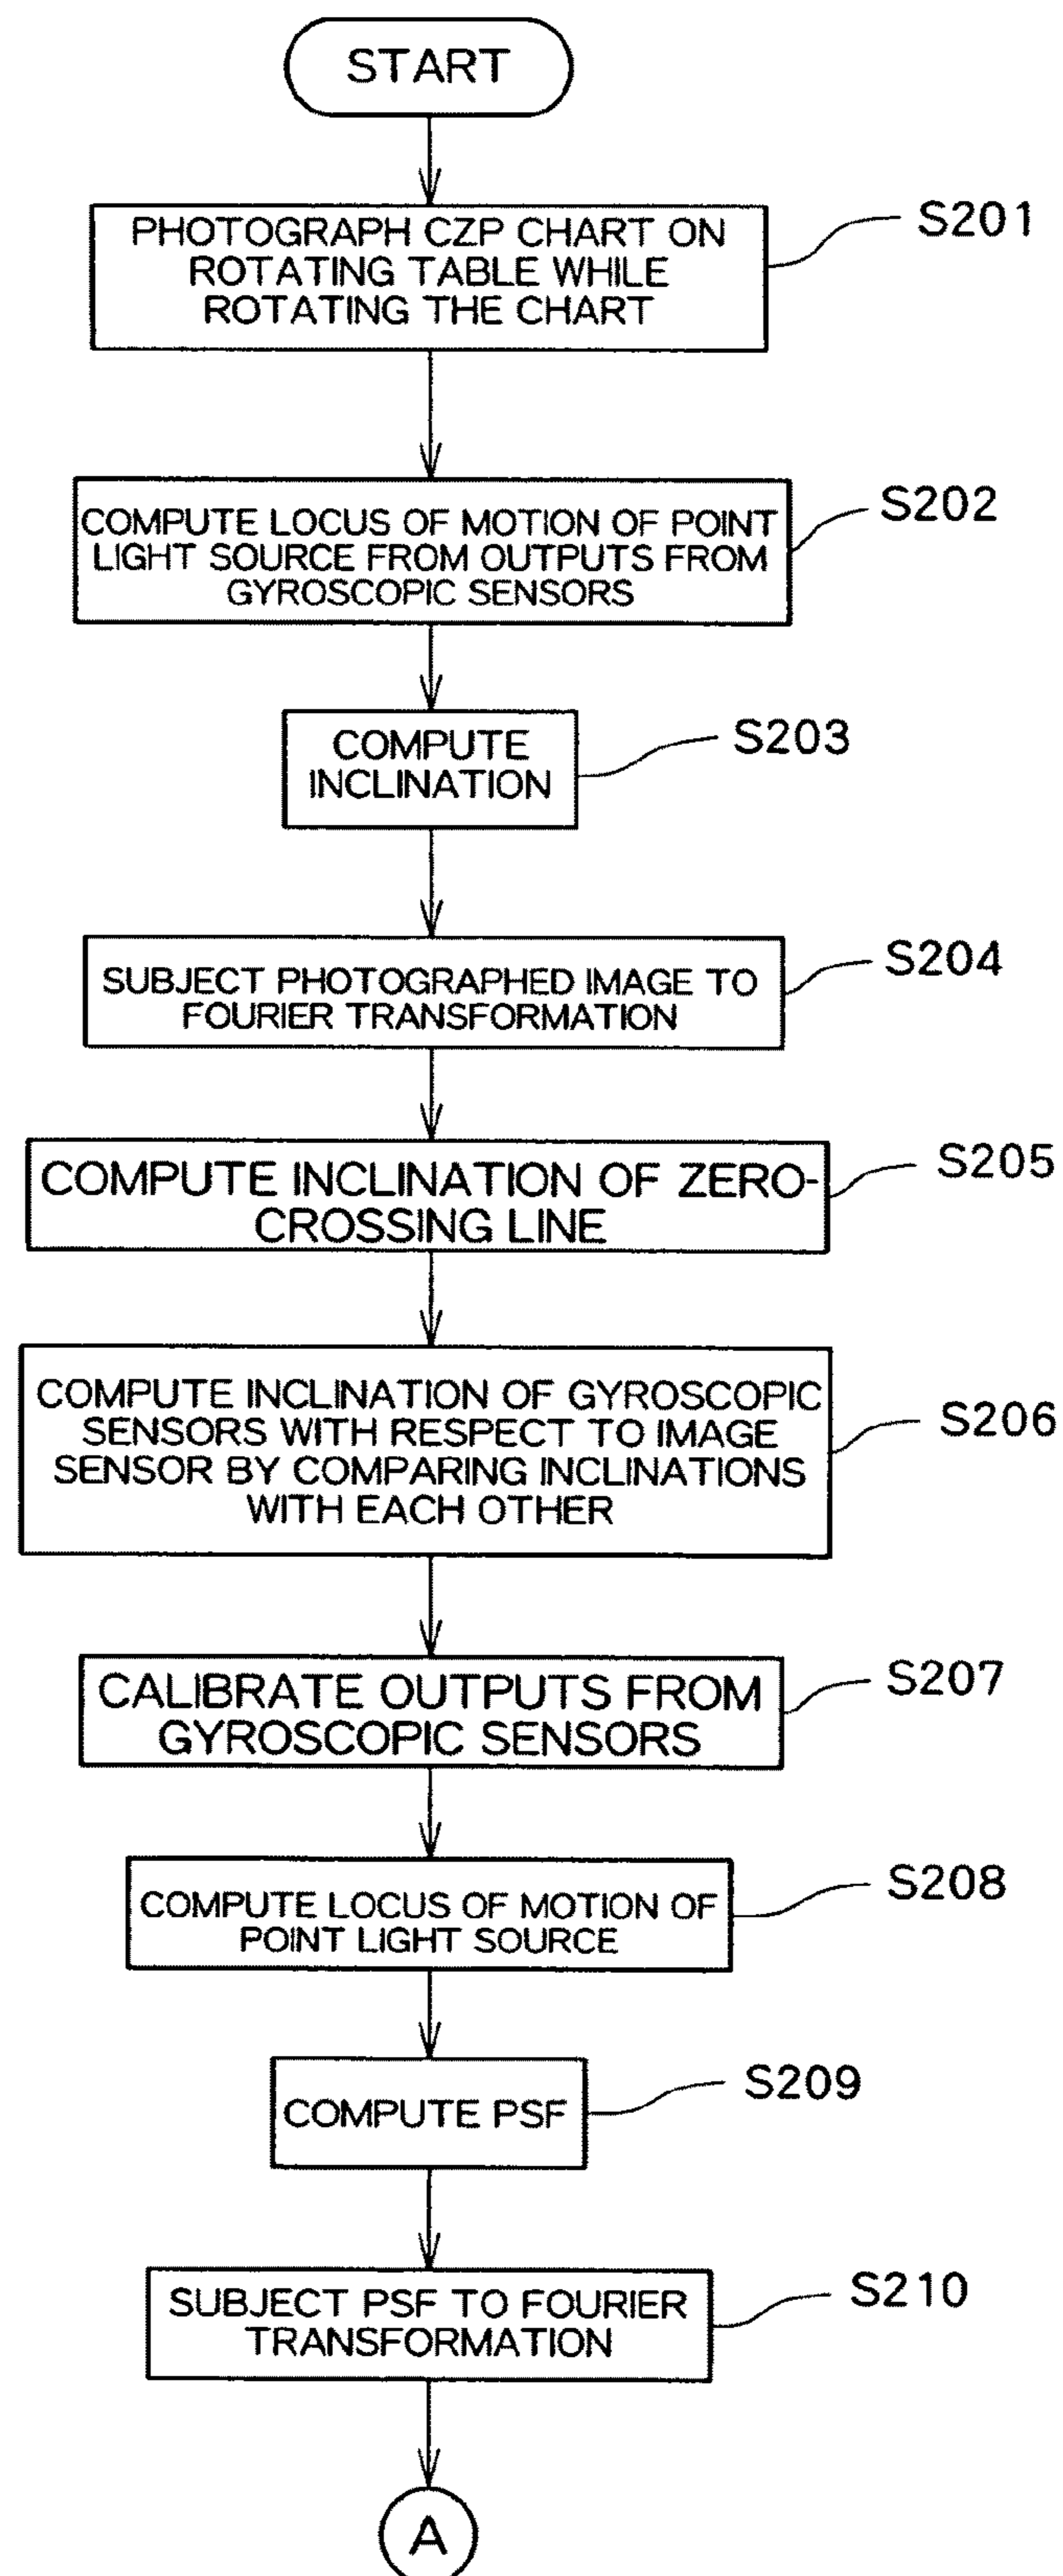 START
PHOTOGRAPH CZP CHART ON
ROTATING TABLE WHILE
ROTATING THE CHART
S201
COMPUTE LOCUS OF MOTION OF POINT
LIGHT SOURCE FROM OUTPUTS FROM
GYROSCOPIC SENSORS
S202
COMPUTE
INCLINATION
S203
SUBJECT PHOTOGRAPHED IMAGE TO
FOURIER TRANSFORMATION
S204
COMPUTE INCLINATION OF ZERO-
CROSSING LINE
S205
COMPUTE INCLINATION OF GYROSCOPIC
SENSORS WITH RESPECT TO IMAGE
SENSOR BY COMPARING INCLINATIONS
WITH EACH OTHER
S206
CALIBRATE OUTPUTS FROM
GYROSCOPIC SENSORS
S207
COMPUTE LOCUS OF MOTION OF
POINT LIGHT SOURCE
S208
COMPUTE PSF
S209
SUBJECT PSF TO FOURIER
TRANSFORMATION
S210
A